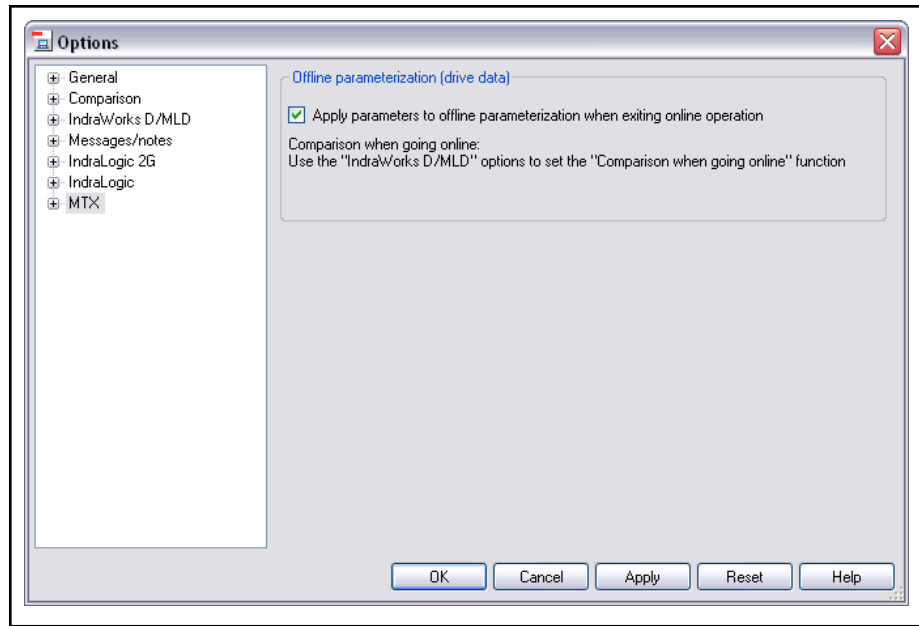 Options
General
Comparison
IndraWorks D/MLD
Messages/notes
IndraLogic 2G
IndraLogic
MTX
Offline parameterization (drive data)
Apply parameters to offline parameterization when exiting online operation
Comparison when going online:
Use the "IndraWorks D/MLD" options to set the "Comparison when going online" function
OK Cancel Apply Reset Help